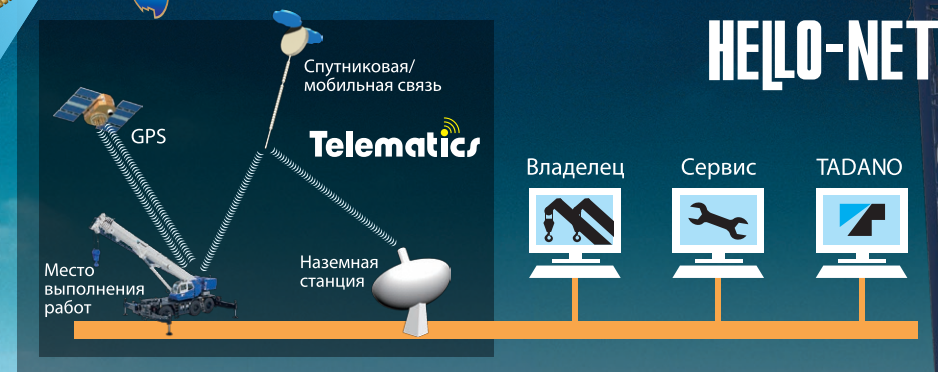 HELLO-NET
Спутниковая/
мобильная связь
GPS
Telematics
Владелец
Сервис
TADANO
Место
выполнения
работ
Наземная
станция